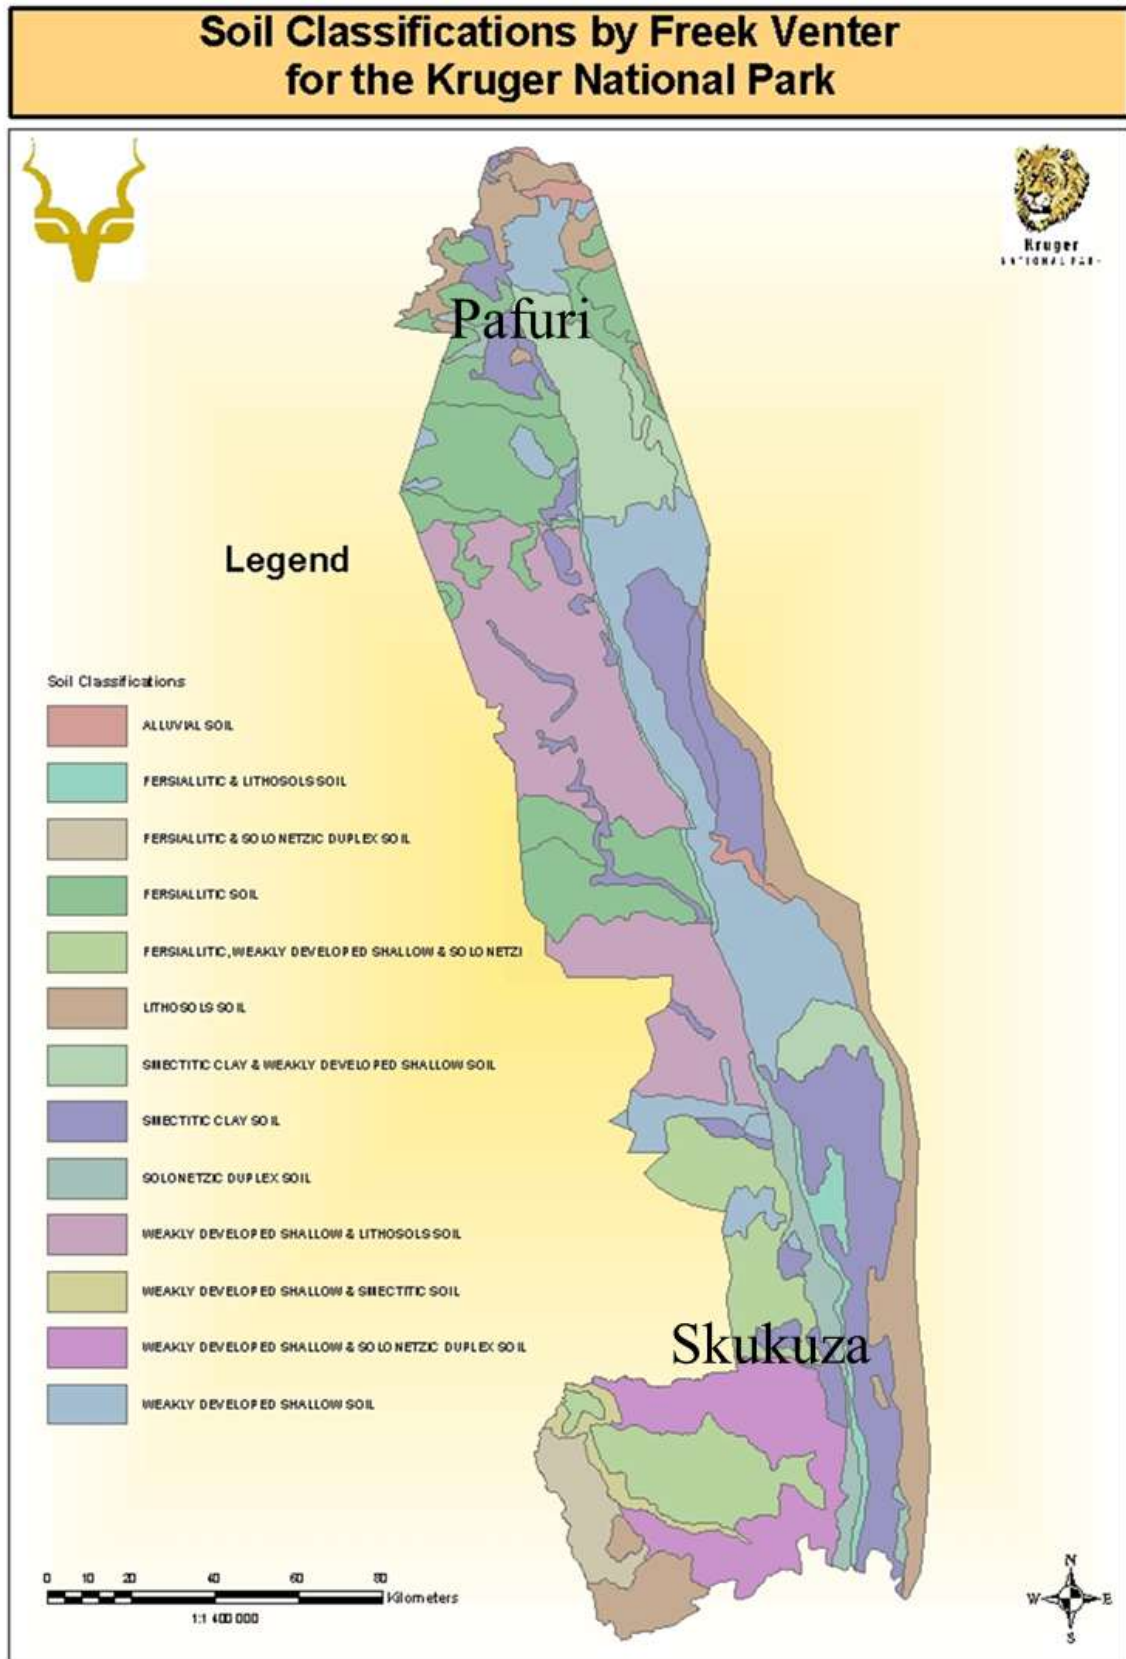 Soil Classifications by Freek Venter
for the Kruger National Park
Kruger
NATIONAL PARK
Pafuri
Legend
Soil Classifications
ALLUVIAL SOIL
FERSIALLITIC & LITHOSOLS SOIL
FERSIALLITIC & SOLONETZIC DUPLEX SOIL
FERSIALLITIC SOIL
FERSIALLITIC, WEAKLY DEVELOPED SHALLOW & SOLONETZI
LITHOSOLS SOIL
SMECTITIC CLAY & WEAKLY DEVELOPED SHALLOW SOIL
SMECTITIC CLAY SOIL
SOLONETZIC DUPLEX SOIL
WEAKLY DEVELOPED SHALLOW & LITHOSOLS SOIL
WEAKLY DEVELOPED SHALLOW & SMECTITIC SOIL
WEAKLY DEVELOPED SHALLOW & SOLONETZIC DUPLEX SOIL
WEAKLY DEVELOPED SHALLOW SOIL
Skukuza
0 10 20 40 60 80
Kilometers
1:1 400 000
N
W E
S